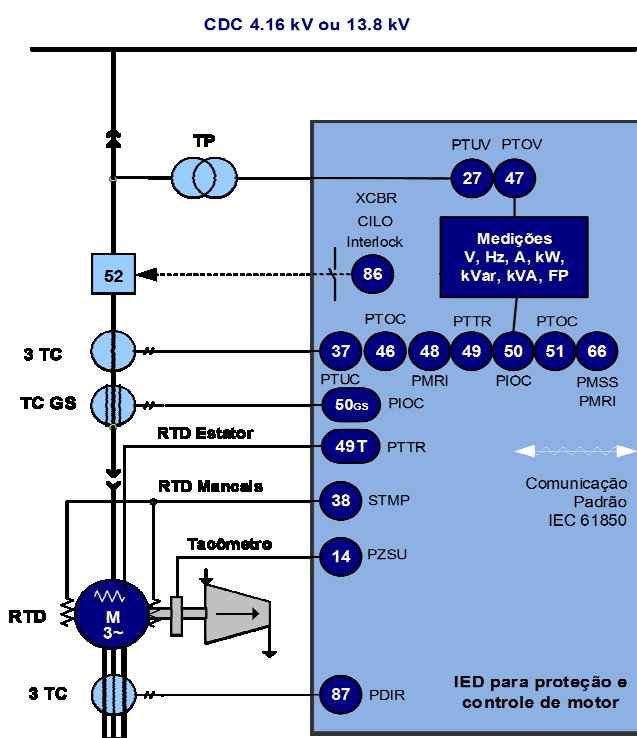 CDC 4.16 kV ou 13.8 kV
TP
PTUV PTOV
27 47
XCBR
CILO
Interlock
86
52
Medições
V, Hz, A, kW,
kVar, kVA, FP
3 TC
PTOC PTTR PTOC
37 46 48 49 50 51 66
PTUC PMRI PIOC PMSS
PMRI
TC GS
50GS PIOC
RTD Estator
49T PTTR
Comunicação
Padrão
IEC 61850
RTD Mancais
38 STMP
Tacômetro
14 PZSU
RTD
M
3~
3 TC
87 PDIR
IED para proteção e
controle de motor